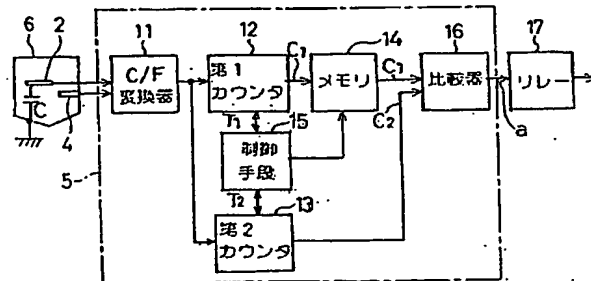 6
2
C
4
5
11
C/F
変換器
12
第1
カウンタ
C1
14
メモリ
C1
16
比較器
17
リレー
a
C2
T1
15
制御
手段
T2
13
第2
カウンタ